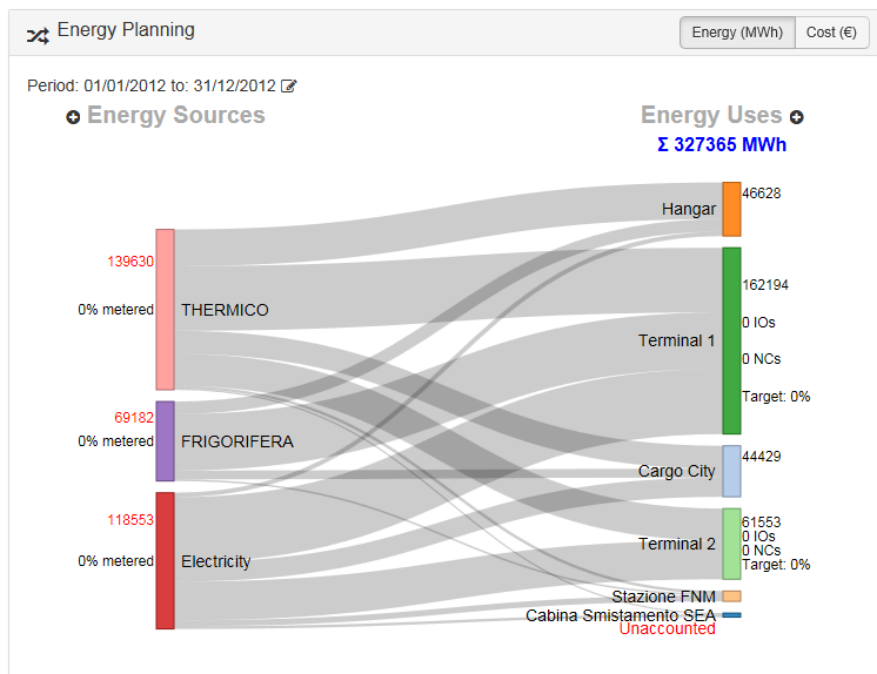 Energy Planning
Energy (MWh) Cost (€)
Period: 01/01/2012 to: 31/12/2012
Energy Sources
Energy Uses
Σ 327365 MWh
139630
0% metered
THERMICO
69182
0% metered
FRIGORIFERA
118553
0% metered
Electricity
Hangar
46628
Terminal 1
162194
0 IOs
0 NCs
Target: 0%
Cargo City
44429
Terminal 2
61553
0 IOs
0 NCs
Target: 0%
Stazione FNM
Cabina Smistamento SEA
Unaccounted